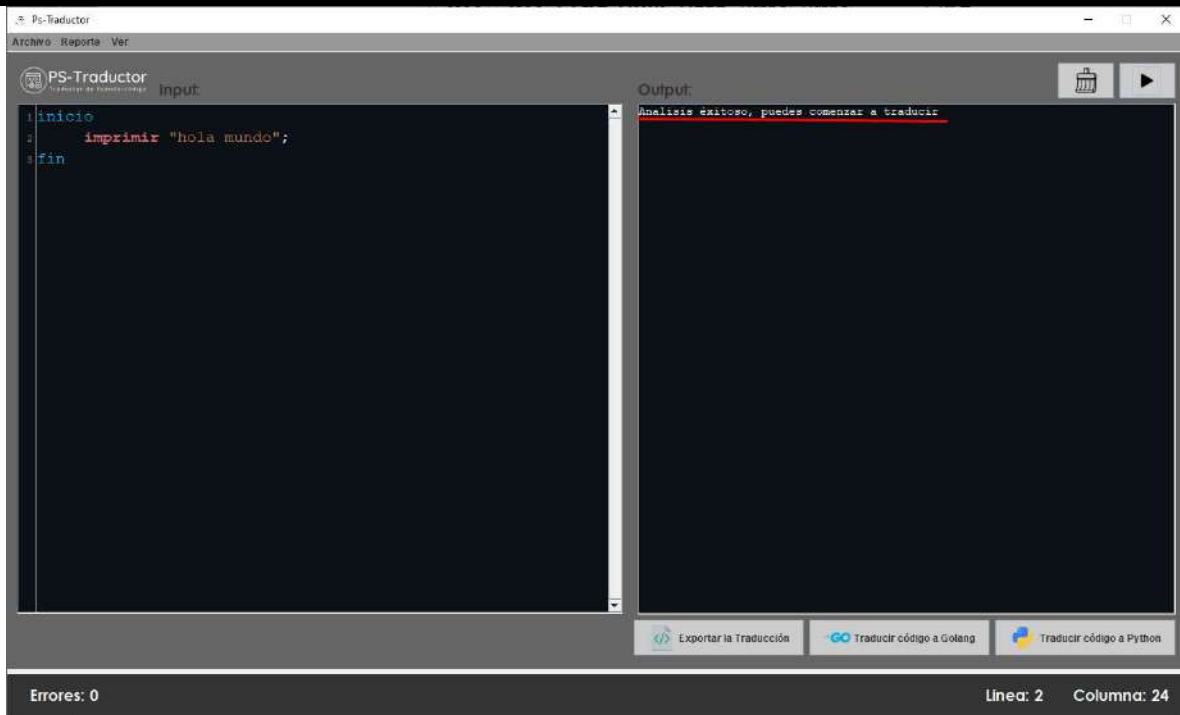 Ps-Traductor
Archivo Reporte Ver
PS-Traductor
Input:
Output:
1 inicio
2 imprimir "hola mundo";
3 fin
Analisis éxitoso, puedes comenzar a traducir
Exportar la Traducción
GO Traducir código a Golang
Traducir código a Python
Errores: 0
Linea: 2 Columna: 24